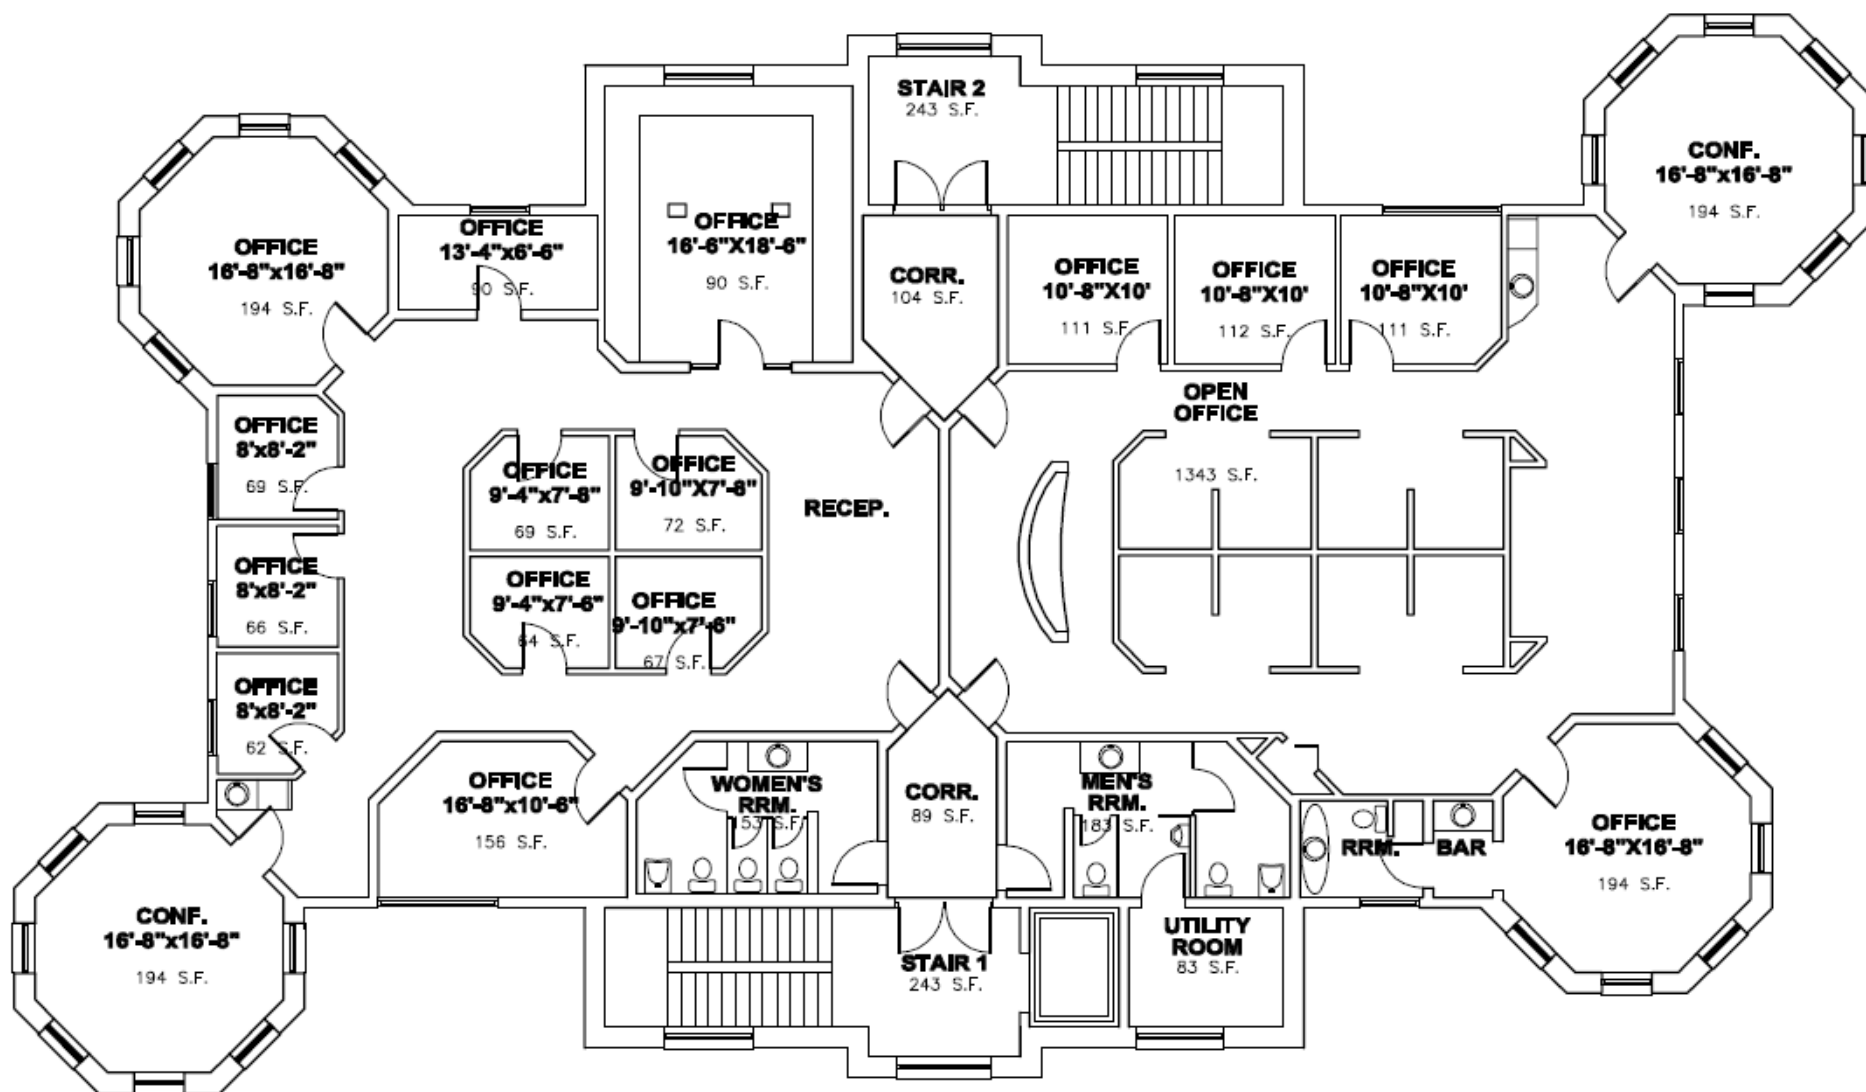 STAIR 2
243 S.F.
CONF.
16'-8"x16'-8"
194 S.F.
OFFICE
16'-8"x16'-8"
194 S.F.
OFFICE
13'-4"x6'-6"
90 S.F.
OFFICE
16'-6"X18'-6"
90 S.F.
CORR.
104 S.F.
OFFICE
10'-8"X10'
111 S.F.
OFFICE
10'-8"X10'
112 S.F.
OFFICE
10'-8"X10'
111 S.F.
OPEN
OFFICE
1343 S.F.
OFFICE
8'x8'-2"
69 S.F.
OFFICE
9'-4"x7'-8"
69 S.F.
OFFICE
9'-10"X7'-8"
72 S.F.
RECEP.
OFFICE
8'x8'-2"
66 S.F.
OFFICE
9'-4"x7'-6"
64 S.F.
OFFICE
9'-10"x7'-6"
67 S.F.
OFFICE
8'x8'-2"
62 S.F.
OFFICE
16'-8"x10'-6"
156 S.F.
WOMEN'S
RRM.
153 S.F.
CORR.
89 S.F.
MEN'S
RRM.
183 S.F.
RRM.
BAR
OFFICE
16'-8"X16'-8"
194 S.F.
CONF.
16'-8"x16'-8"
194 S.F.
STAIR 1
243 S.F.
UTILITY
ROOM
83 S.F.